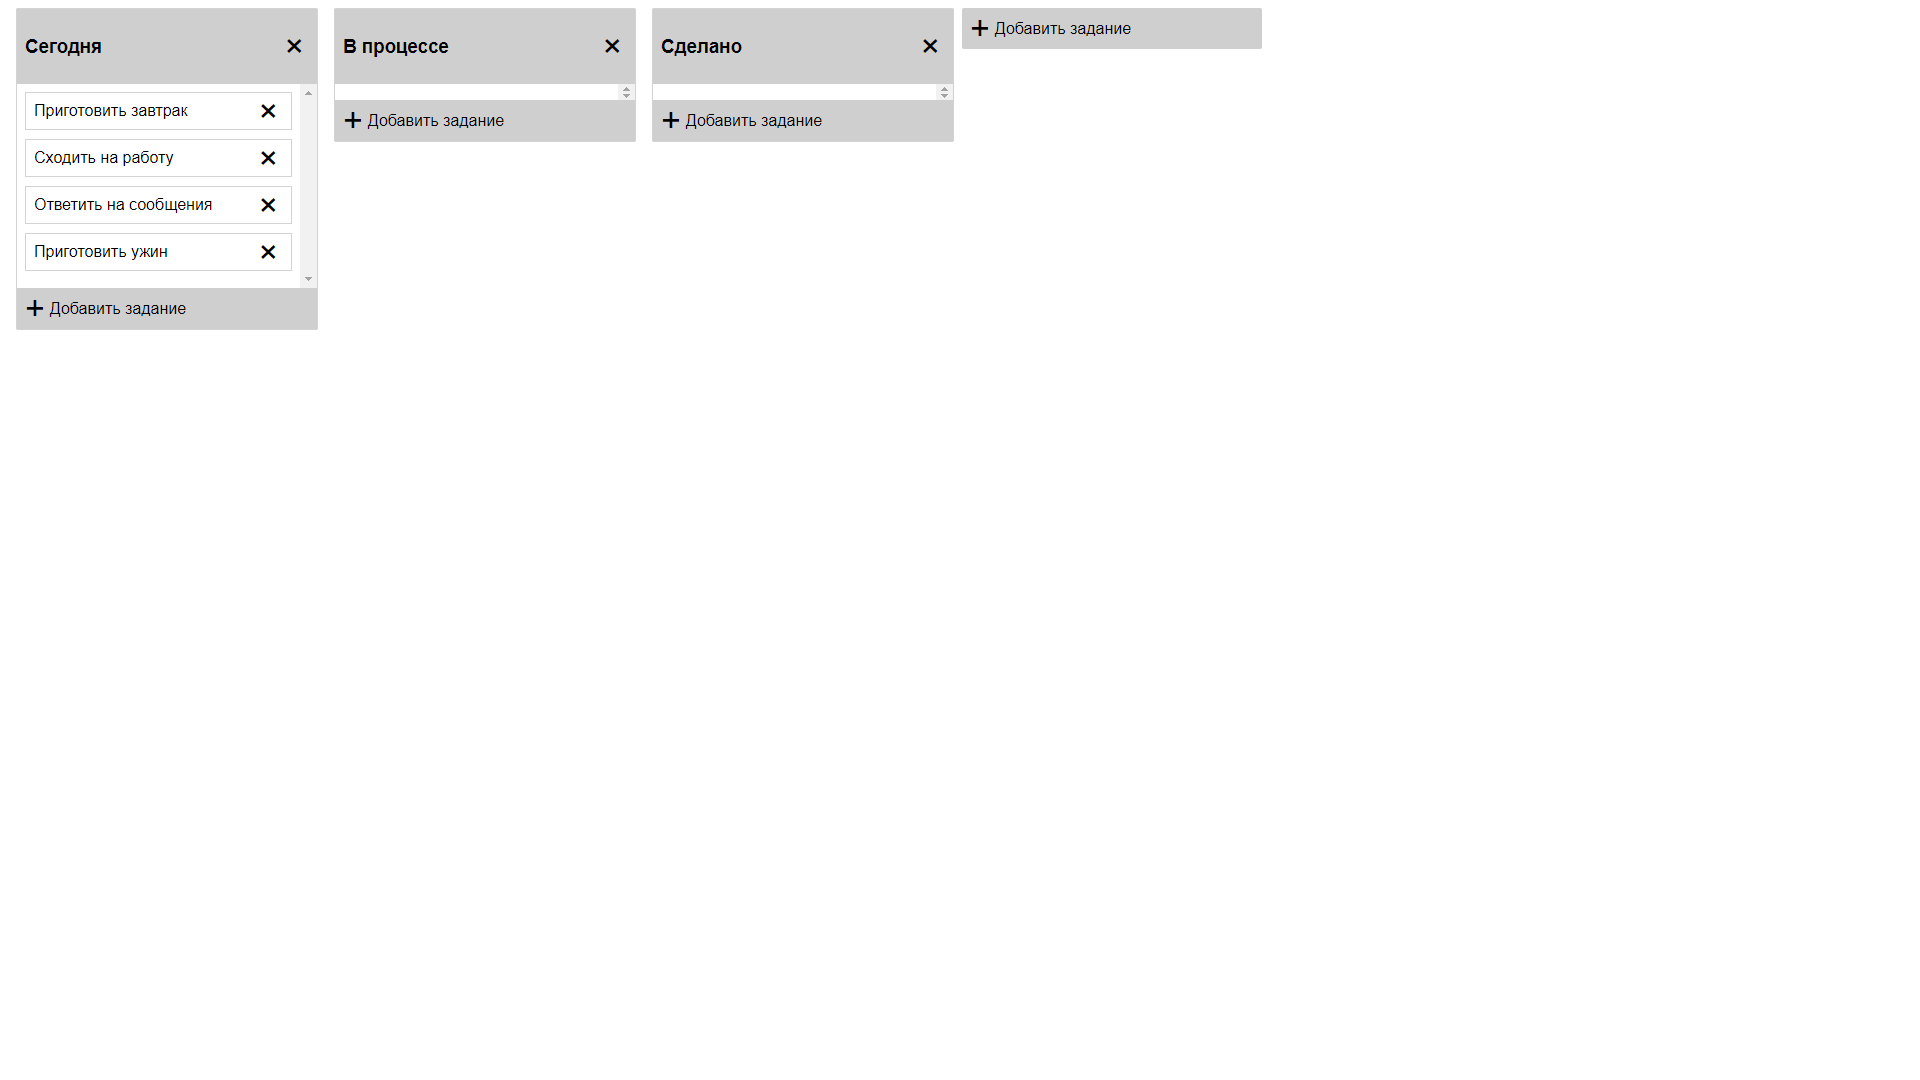 Сегодня
Приготовить завтрак
Сходить на работу
Ответить на сообщения
Приготовить ужин
Добавить задание
В процессе
Добавить задание
Сделано
Добавить задание
Добавить задание